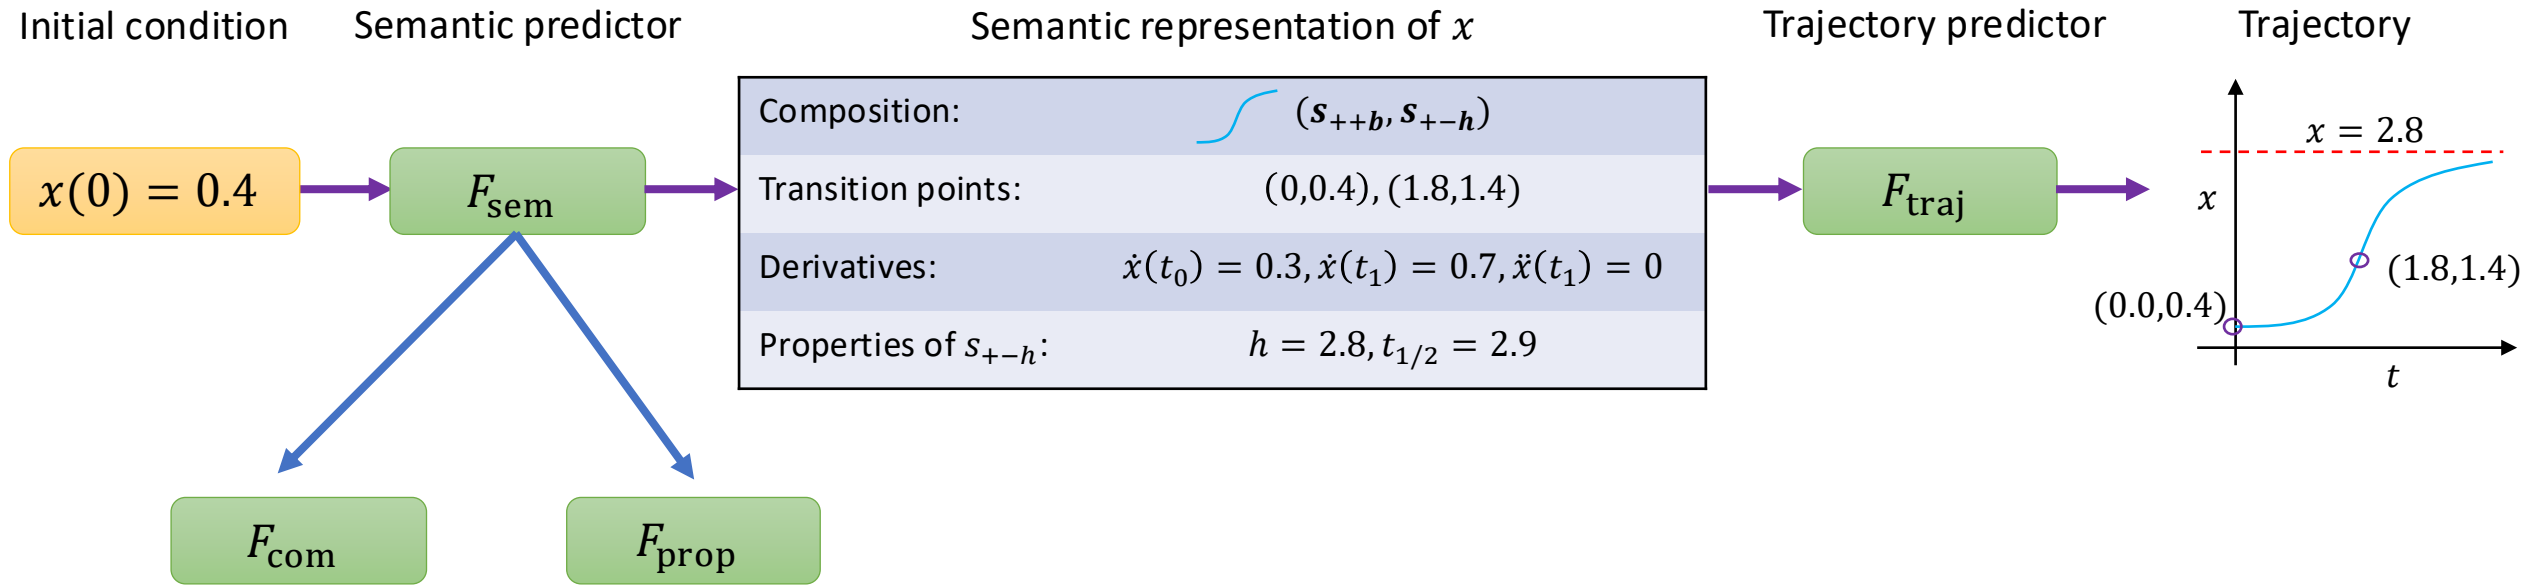 Initial condition
Semantic predictor
Semantic representation of x
Trajectory predictor
Trajectory
x(0) = 0.4
F_sem
Composition: (s_{++b}, s_{+−h})
Transition points: (0,0.4), (1.8,1.4)
Derivatives: ẋ(t_0) = 0.3, ẋ(t_1) = 0.7, ẍ(t_1) = 0
Properties of s_{+−h}: h = 2.8, t_{1/2} = 2.9
F_traj
x = 2.8
x
(1.8,1.4)
(0.0,0.4)
t
F_com
F_prop